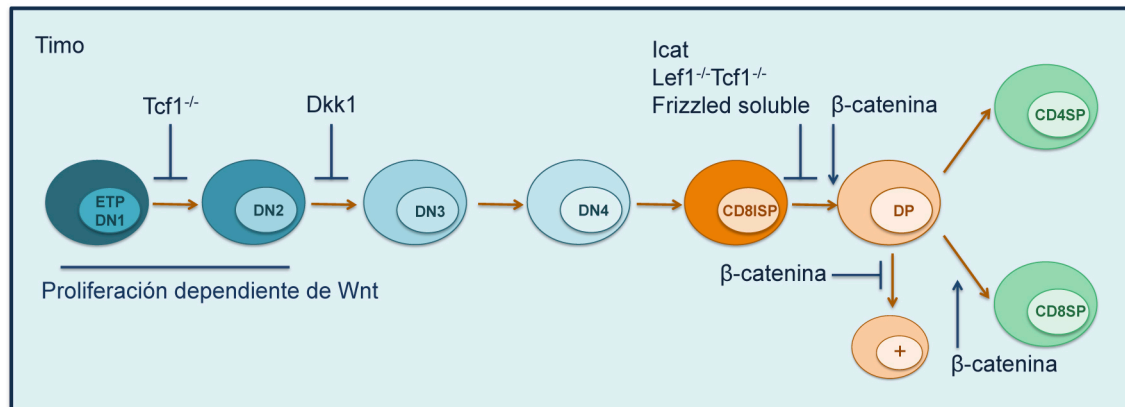 Timo
Tcf1-/-
Dkk1
Icat
Lef1-/-Tcf1-/-
Frizzled soluble
β-catenina
ETP
DN1
DN2
DN3
DN4
CD8ISP
DP
CD4SP
CD8SP
β-catenina
+
β-catenina
Proliferación dependiente de Wnt